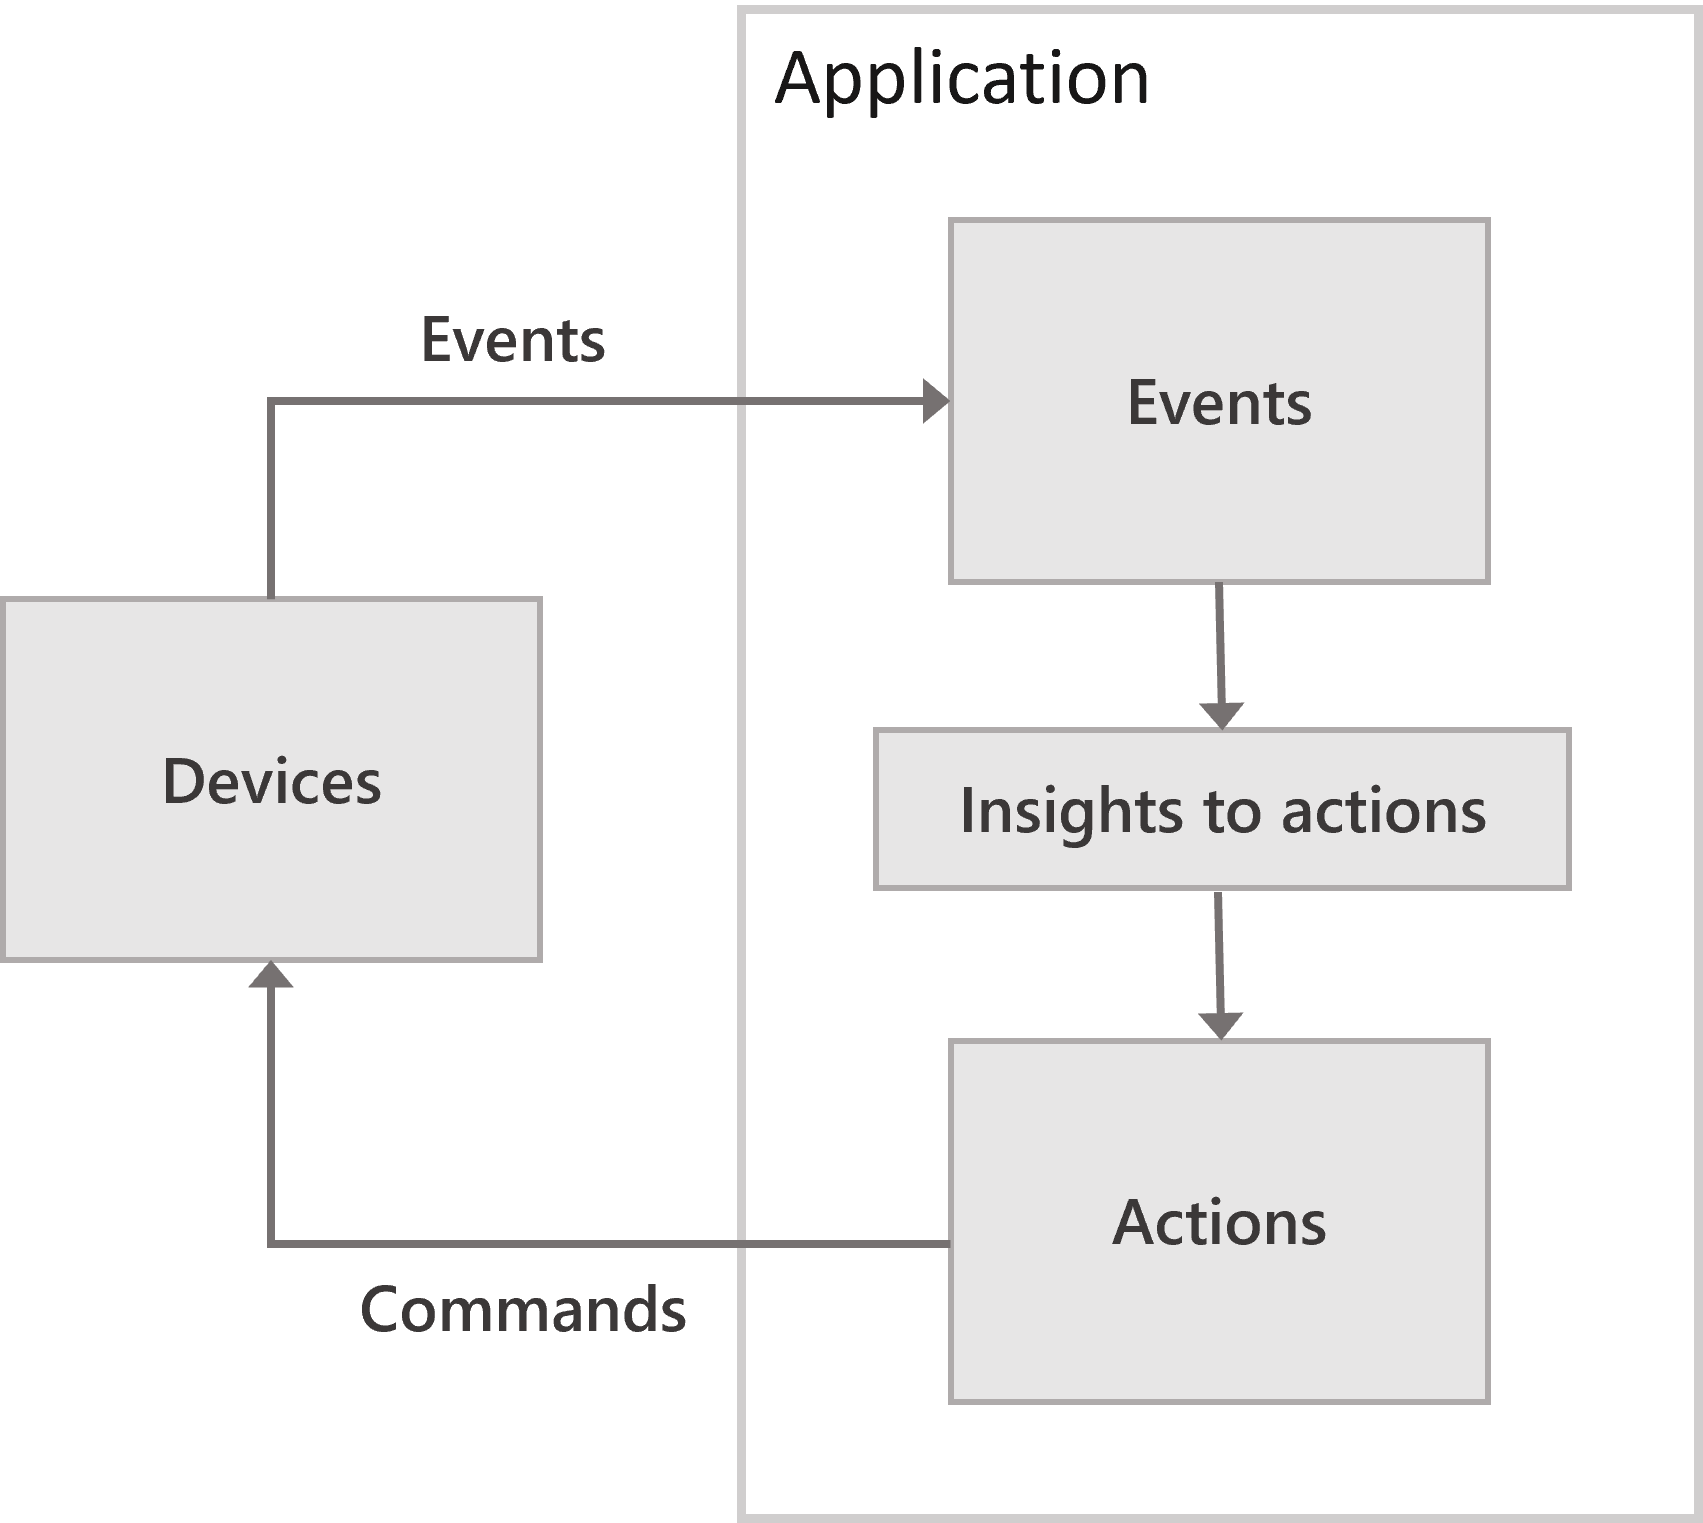 Application
Events
Events
Devices
Insights to actions
Actions
Commands